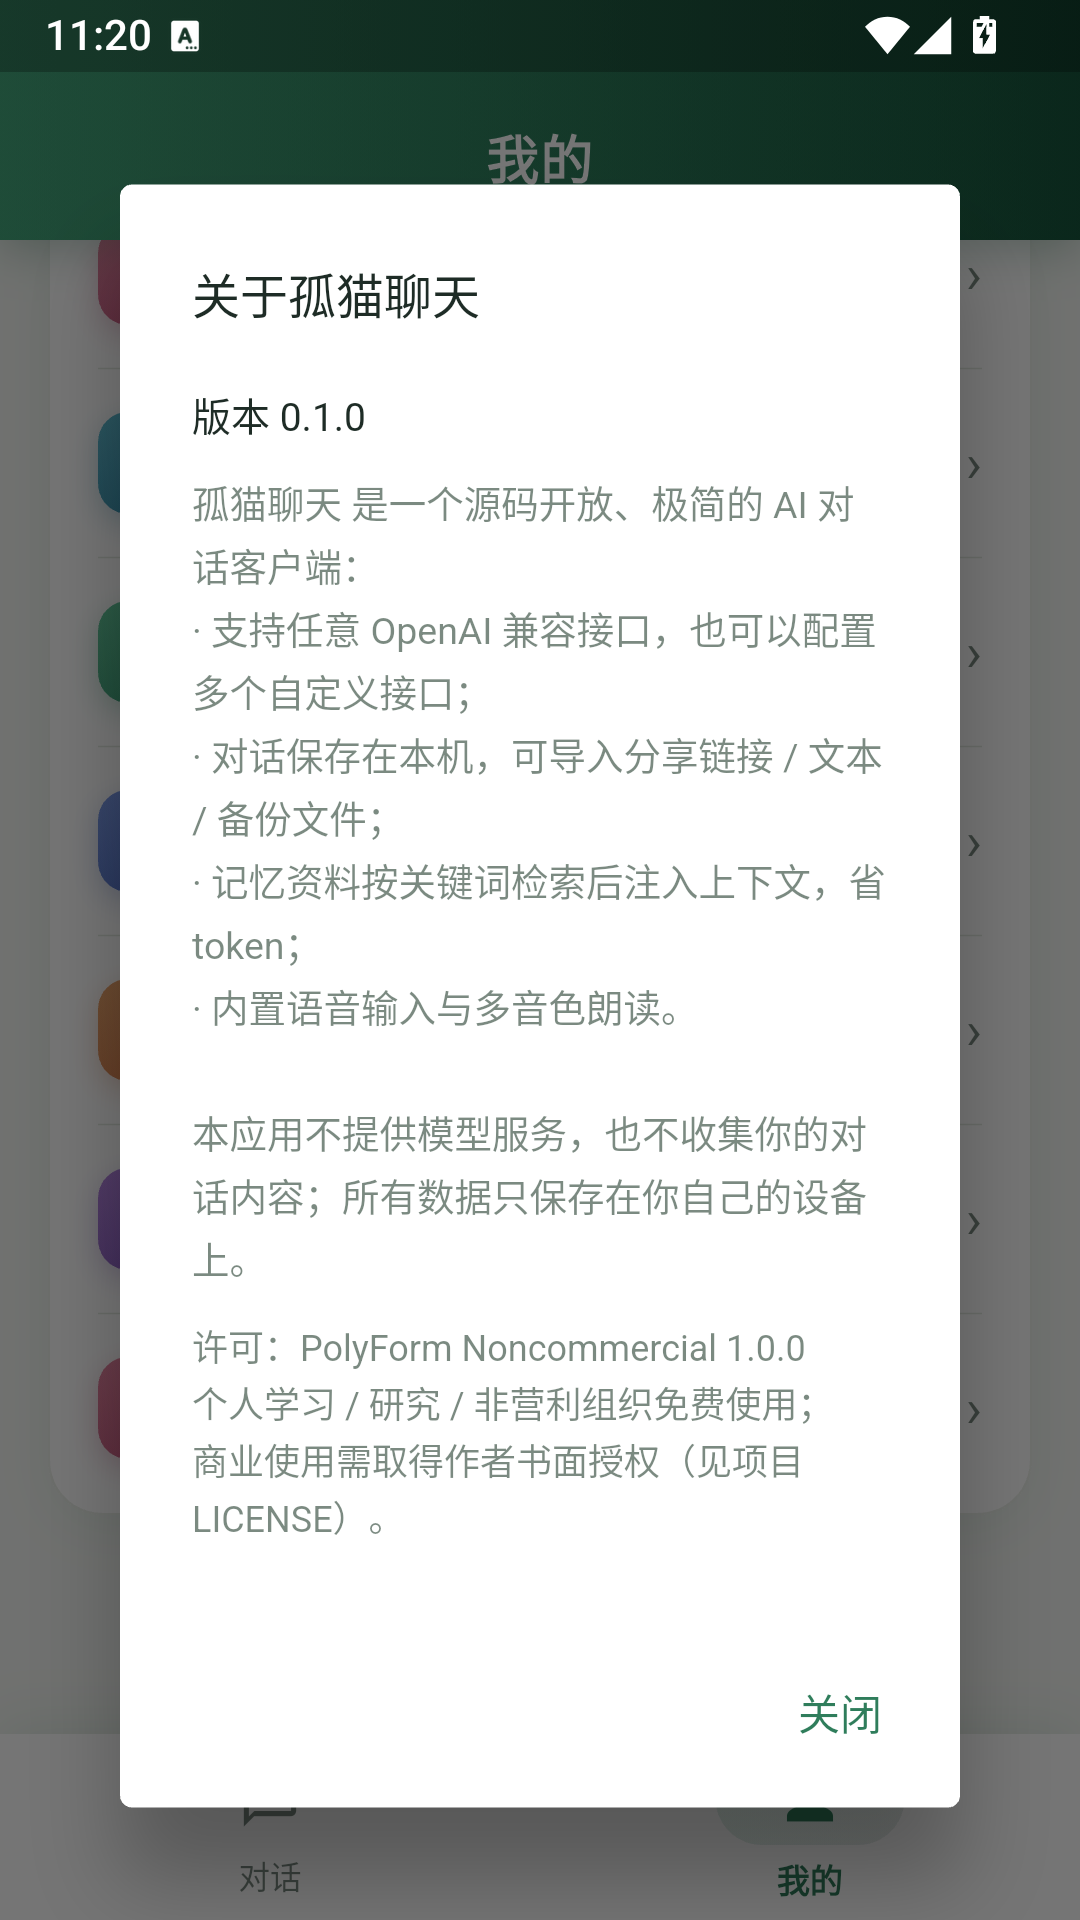 11:20
我的
关于孤猫聊天
版本 0.1.0
孤猫聊天 是一个源码开放、极简的 AI 对
话客户端：
· 支持任意 OpenAI 兼容接口，也可以配置
多个自定义接口；
· 对话保存在本机，可导入分享链接 / 文本
/ 备份文件；
· 记忆资料按关键词检索后注入上下文，省
token；
· 内置语音输入与多音色朗读。
本应用不提供模型服务，也不收集你的对
话内容；所有数据只保存在你自己的设备
上。
许可：PolyForm Noncommercial 1.0.0
个人学习 / 研究 / 非营利组织免费使用；
商业使用需取得作者书面授权（见项目
LICENSE）。
关闭
对话
我的